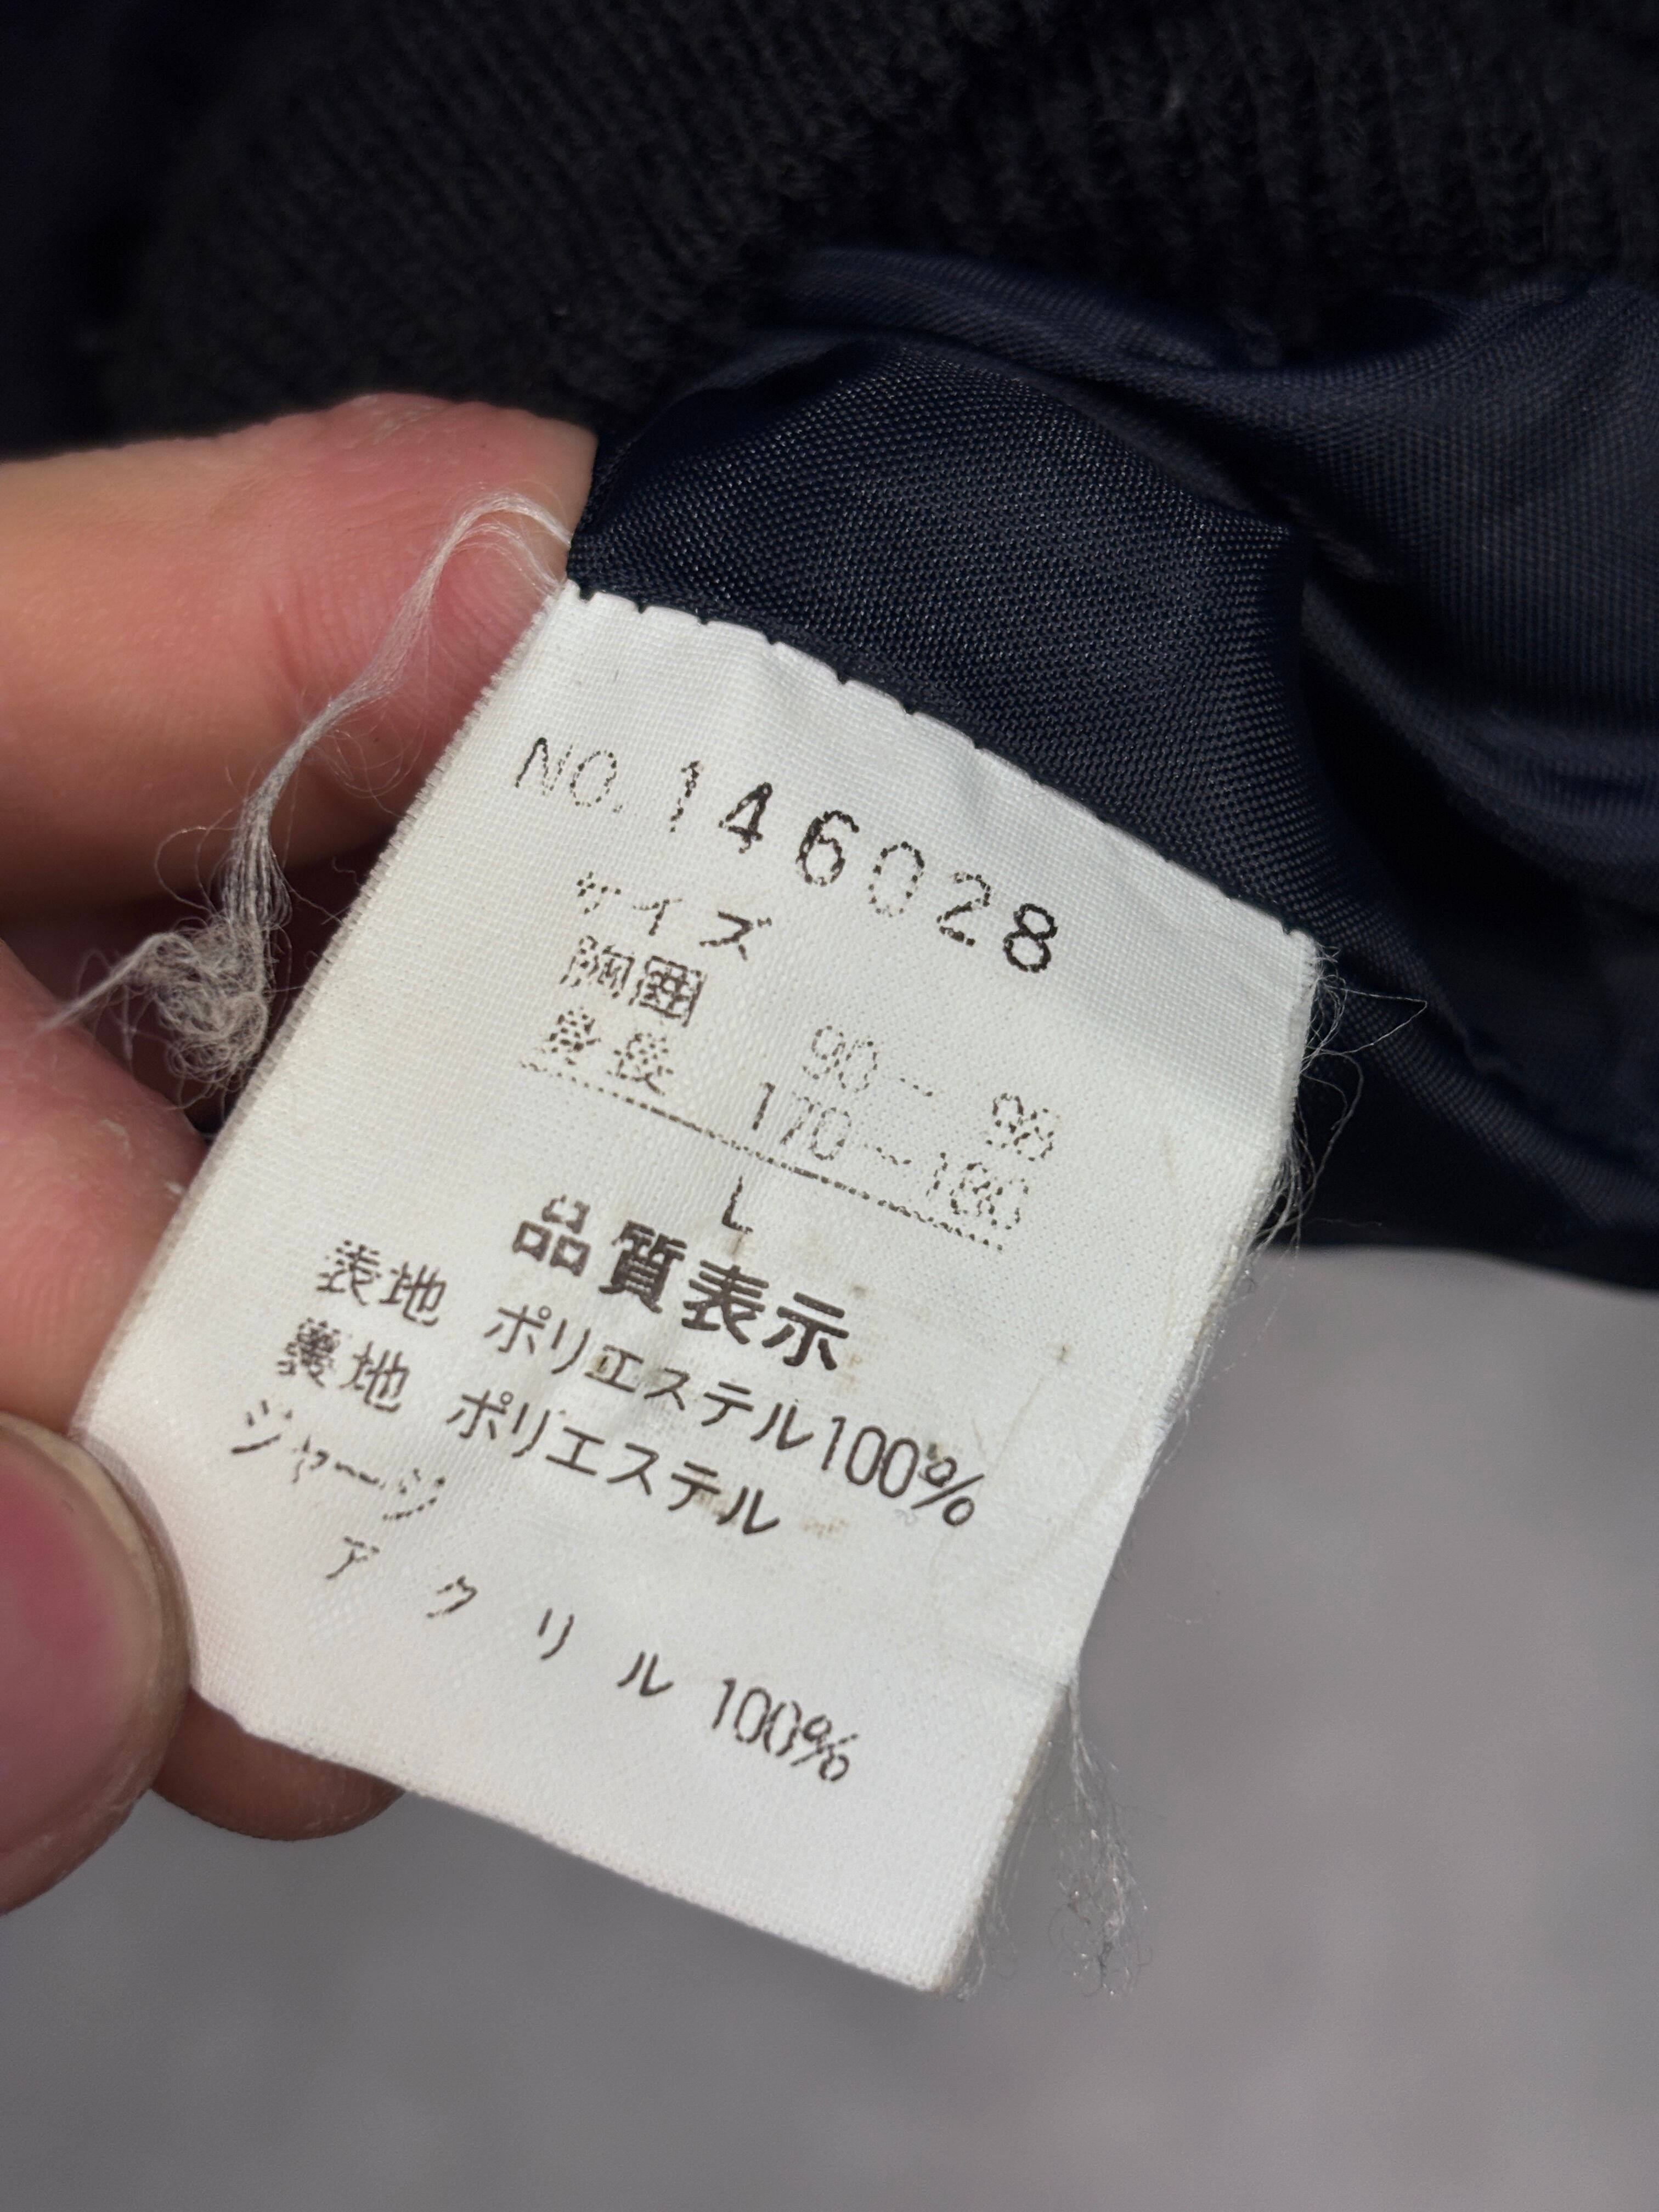 NO. 146028
サイズ
胸囲 90－98
身長 170－180
L
品質表示
表地 ポリエステル100%
裏地 ポリエステル
ジャージ
アクリル100%